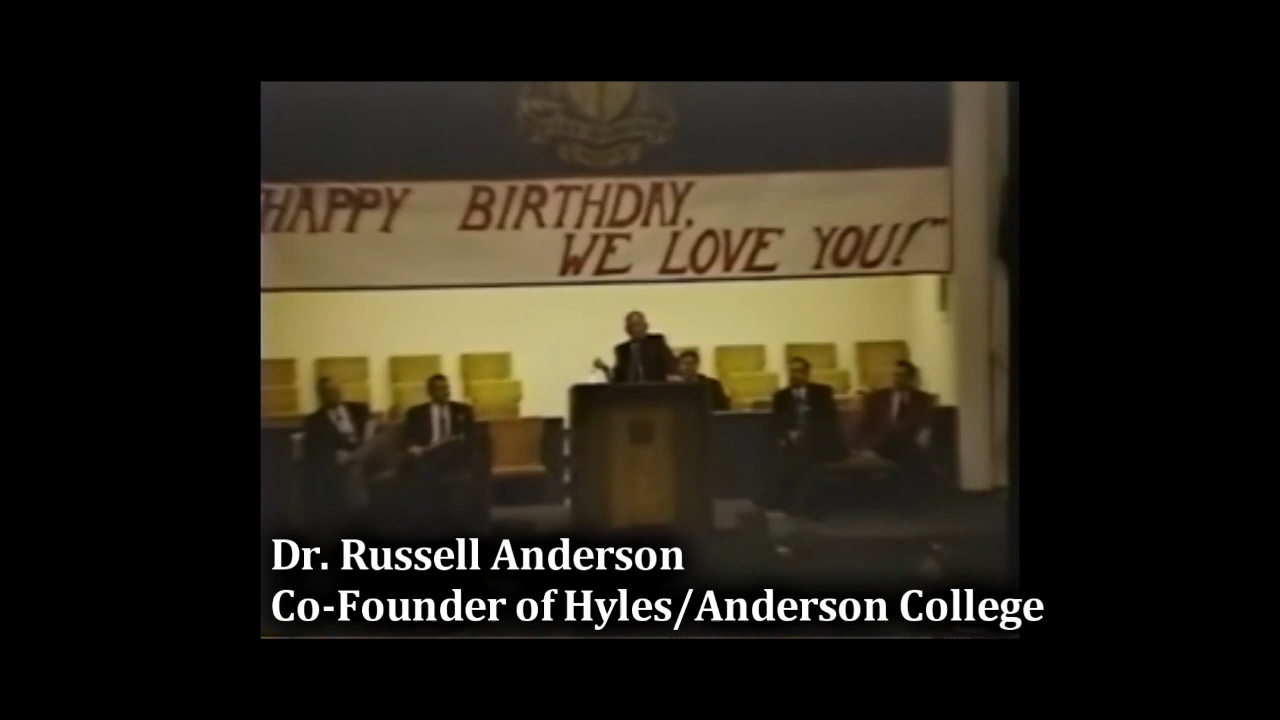 HAPPY BIRTHDAY,
WE LOVE YOU!"
Dr. Russell Anderson
Co-Founder of Hyles/Anderson College